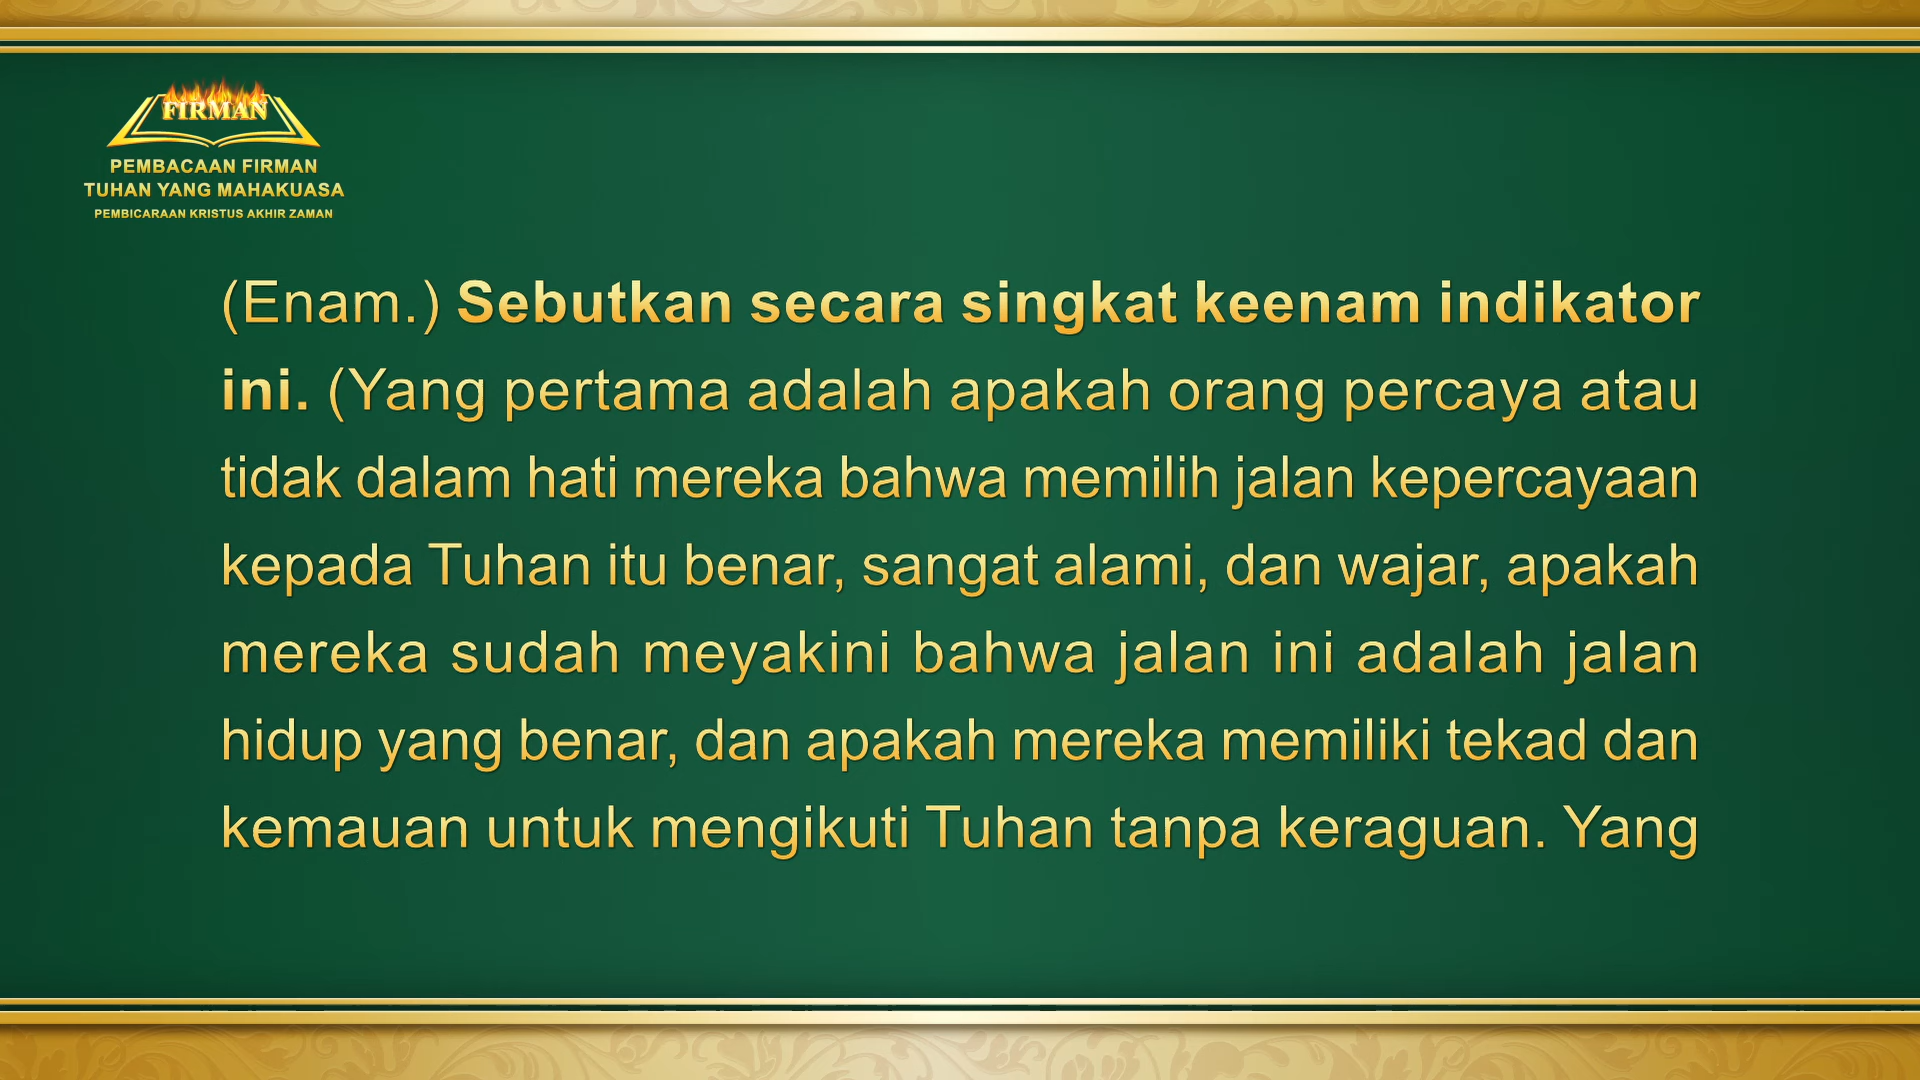 FIRMAN
PEMBACAAN FIRMAN
TUHAN YANG MAHAKUASA
PEMBICARAAN KRISTUS AKHIR ZAMAN
(Enam.) Sebutkan secara singkat keenam indikator
ini. (Yang pertama adalah apakah orang percaya atau
tidak dalam hati mereka bahwa memilih jalan kepercayaan
kepada Tuhan itu benar, sangat alami, dan wajar, apakah
mereka sudah meyakini bahwa jalan ini adalah jalan
hidup yang benar, dan apakah mereka memiliki tekad dan
kemauan untuk mengikuti Tuhan tanpa keraguan. Yang